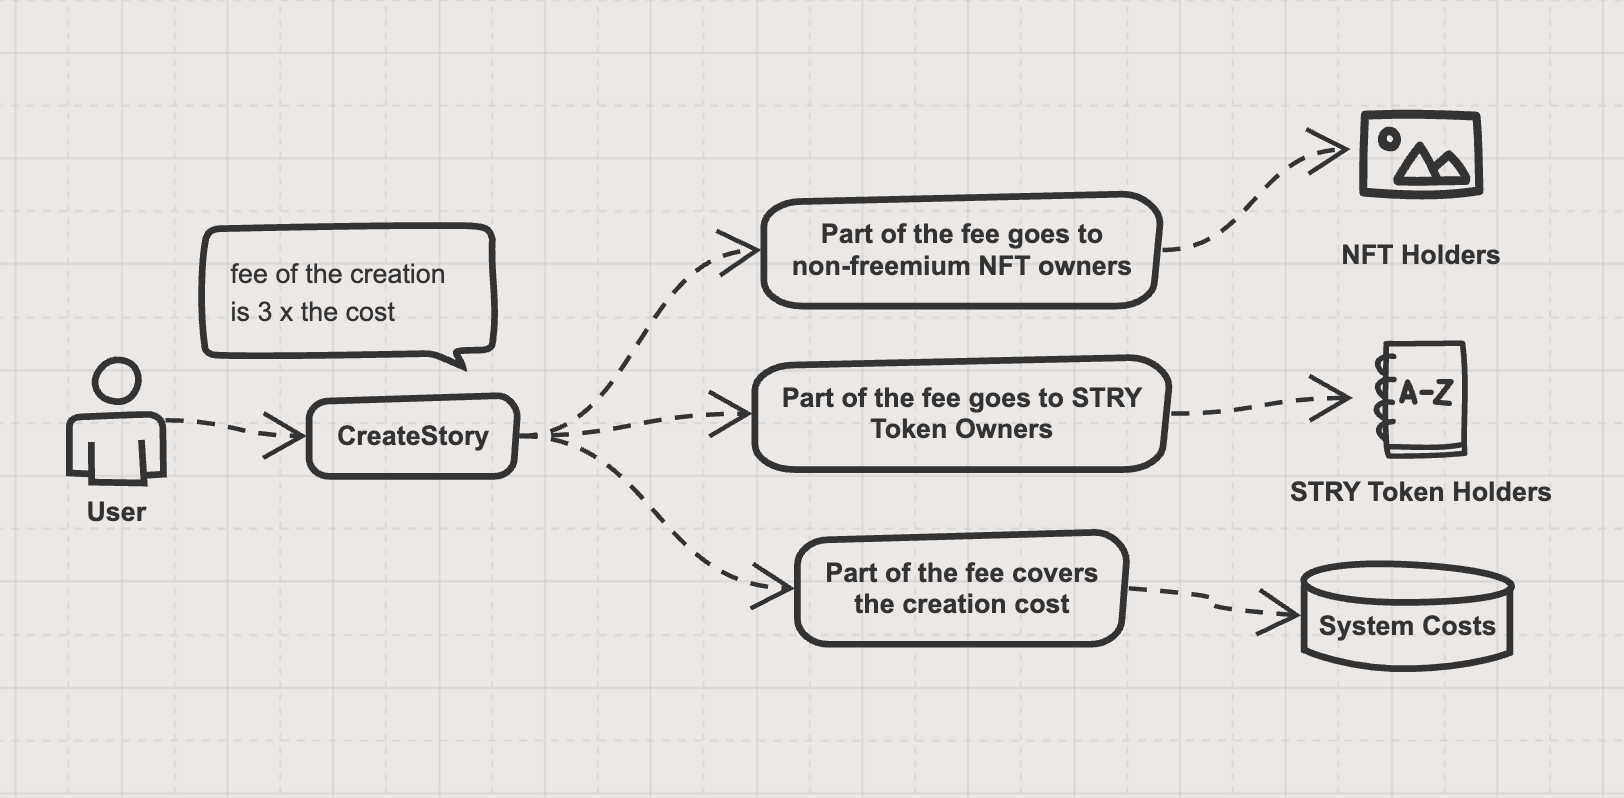 fee of the creation
is 3 x the cost
User
CreateStory
Part of the fee goes to
non-freemium NFT owners
NFT Holders
Part of the fee goes to STRY
Token Owners
A-Z
STRY Token Holders
Part of the fee covers
the creation cost
System Costs